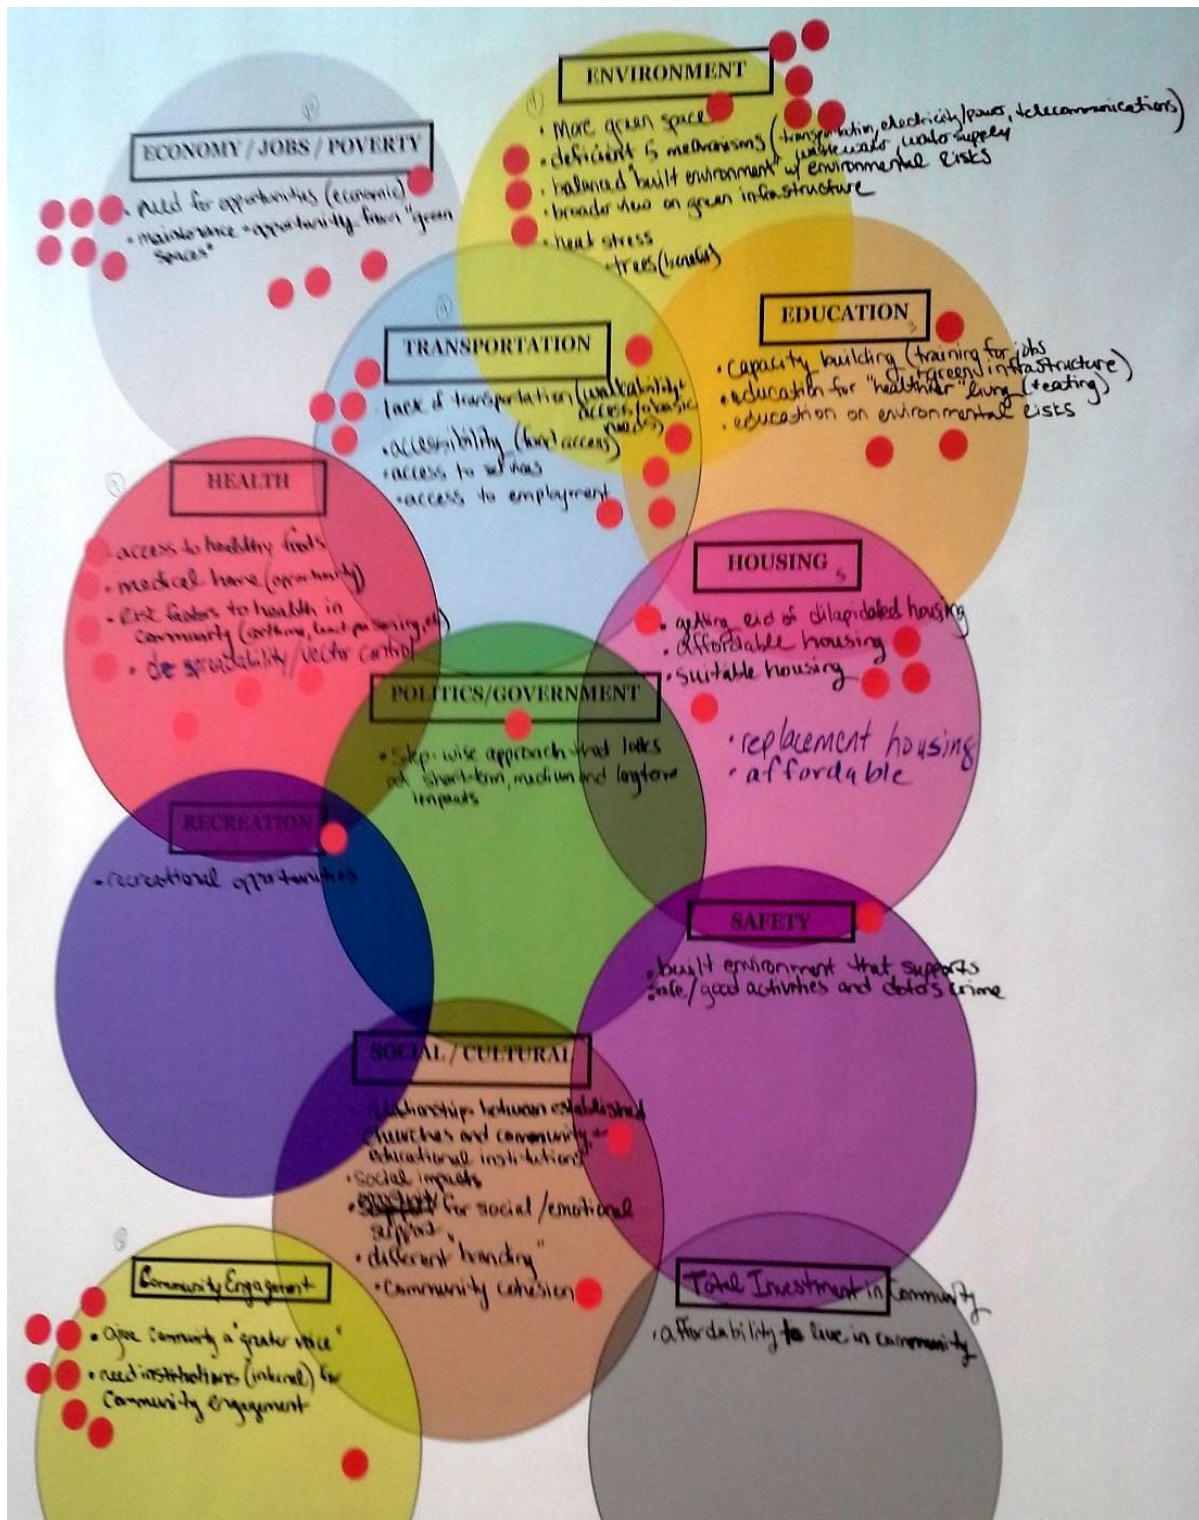 ENVIRONMENT
• More green space
• deficient 5 mechanisms (transportation, electricity/power, telecommunications)
wastewater, water supply
• balanced "built environment" w/ environmental risks
• broader view on green infrastructure
• heat stress
- trees (benefits)
10
ECONOMY / JOBS / POVERTY
• need for opportunities (economic)
• maintenance - opportunity from "green
spaces"
EDUCATION
3
• capacity building (training for jobs
+ green infrastructure)
• education for "healthier" living (+eating)
• education on environmental risks
TRANSPORTATION
• lack of transportation (walkability +
access/basic
needs)
• accessibility (food access)
• access to services
• access to employment
HEALTH
• access to healthy foods
• medical home (opportunity)
• risk factors to health in
community (asthma, lead poisoning, etc)
• spreadability/vector control
HOUSING
5
• getting rid of dilapidated housing
• affordable housing
• suitable housing
• replacement housing
• affordable
POLITICS/GOVERNMENT
• Step-wise approach that looks
at short-term, medium and longterm
impacts
RECREATION
• recreational opportunities
SAFETY
• built environment that supports
safe/good activities and crime
SOCIAL / CULTURAL
• relationships between established
churches and community +
educational institutions
• social impacts
• for social/emotional
support
• different "branding"
• Community cohesion
8
Community Engagement
• give community a "greater voice"
• need institutions (internal) for
Community engagement
Total Investment in Community
• affordability to live in community